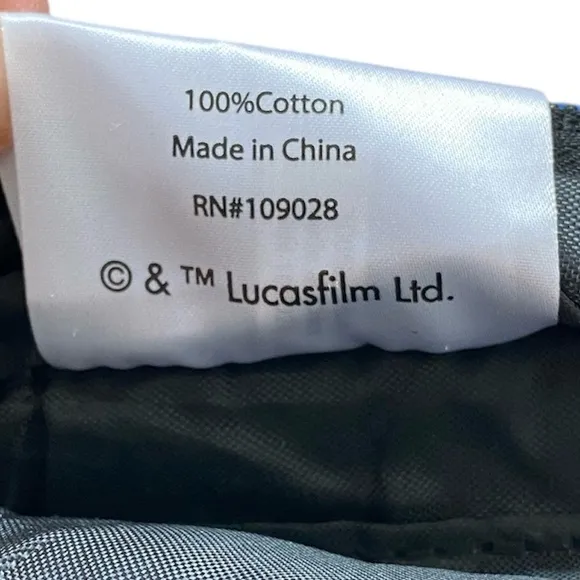 100%Cotton
Made in China
RN#109028
© & ™ Lucasfilm Ltd.